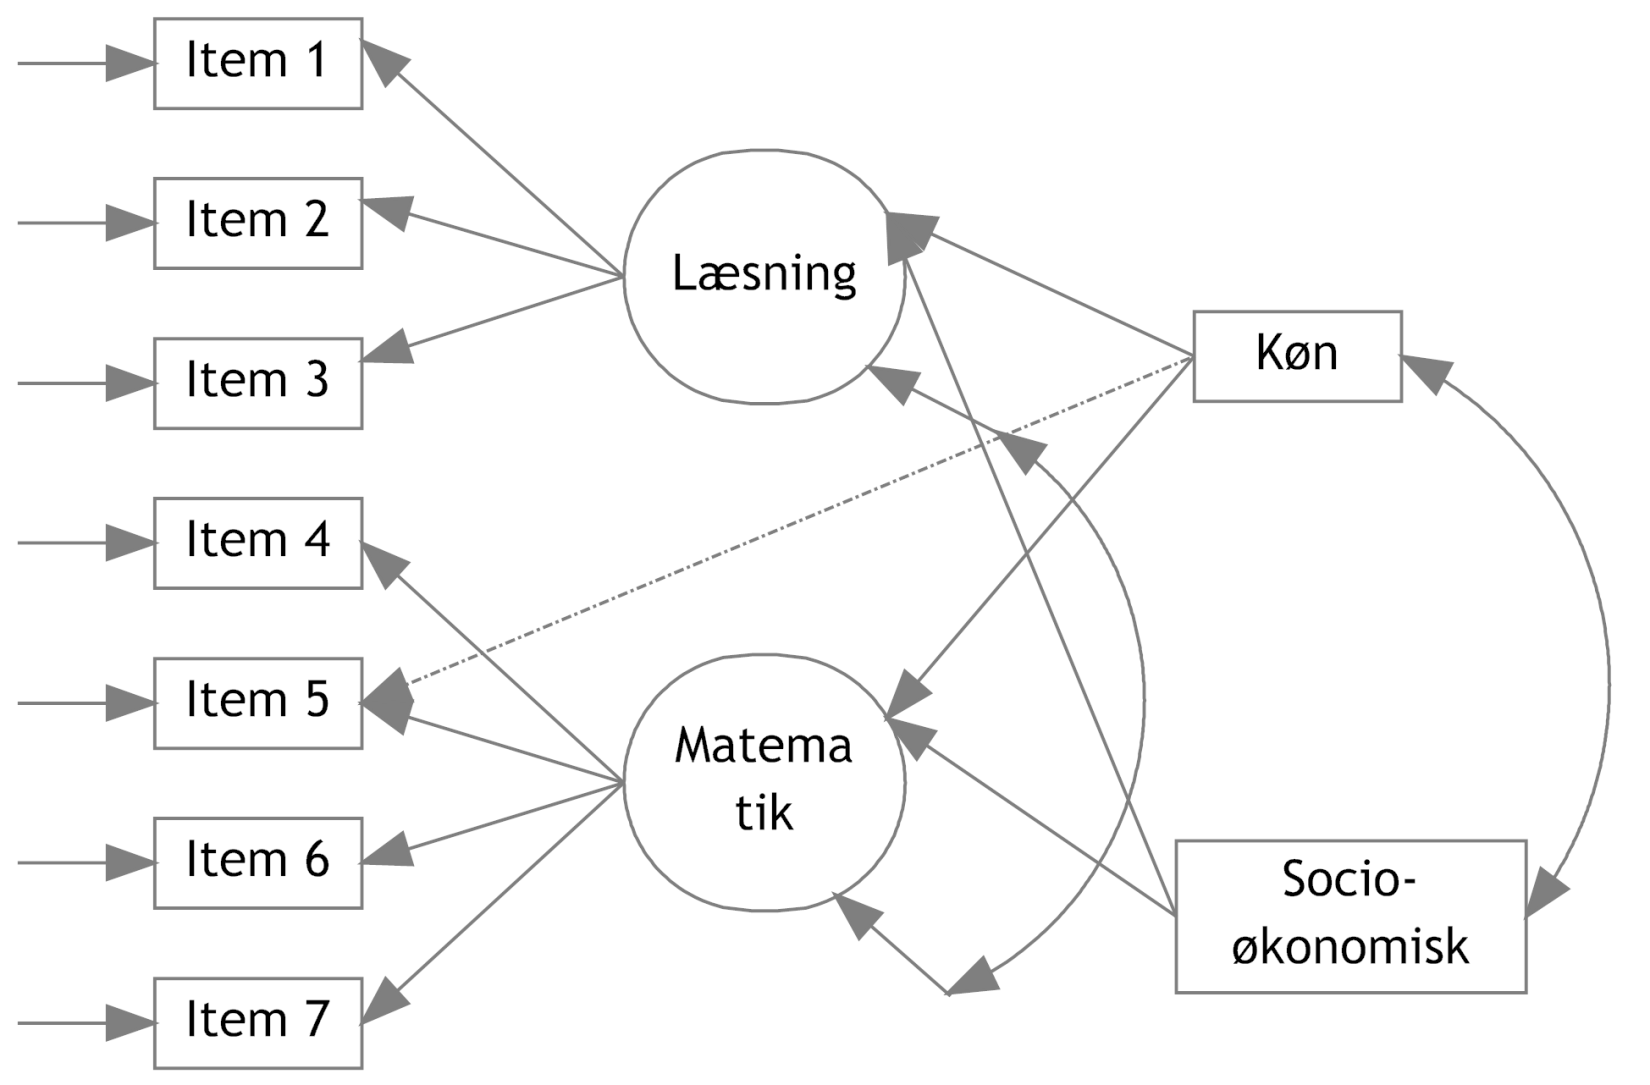 Item 1
Item 2
Item 3
Item 4
Item 5
Item 6
Item 7
Læsning
Matema
tik
Køn
Socio-
økonomisk